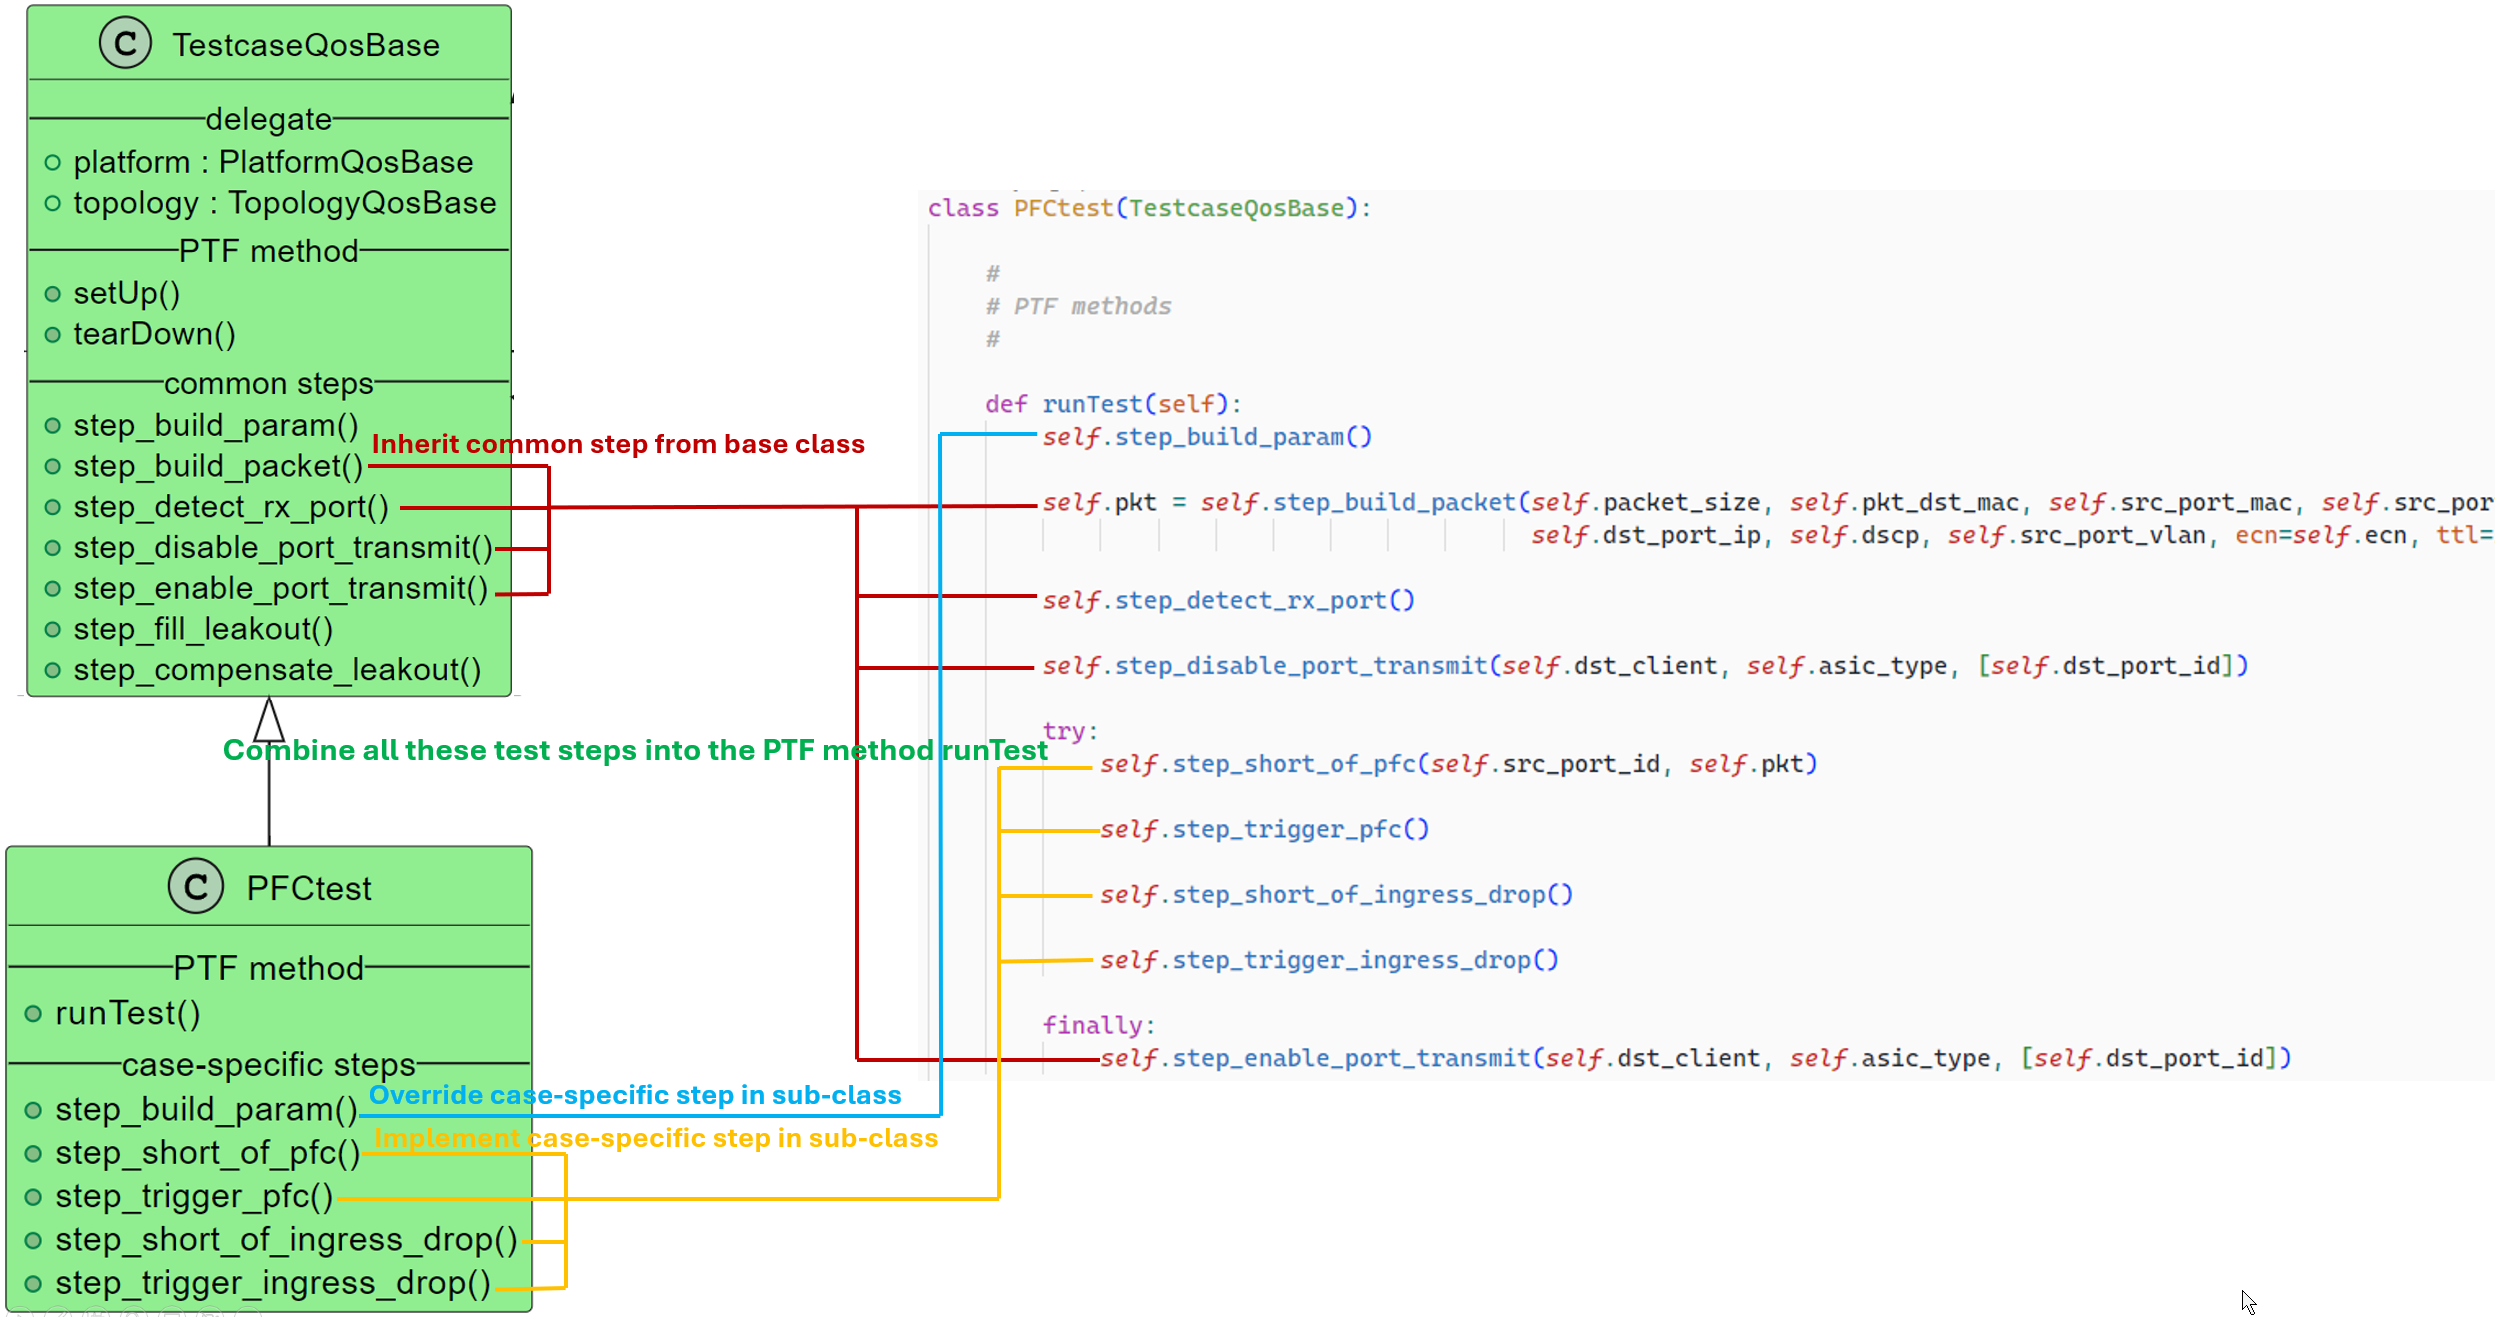 C TestcaseQosBase
delegate
platform : PlatformQosBase
topology : TopologyQosBase
PTF method
setUp()
tearDown()
common steps
step_build_param()
step_build_packet()
step_detect_rx_port()
step_disable_port_transmit()
step_enable_port_transmit()
step_fill_leakout()
step_compensate_leakout()
Inherit common step from base class
Combine all these test steps into the PTF method runTest
C PFCtest
PTF method
runTest()
case-specific steps
step_build_param()
step_short_of_pfc()
step_trigger_pfc()
step_short_of_ingress_drop()
step_trigger_ingress_drop()
Override case-specific step in sub-class
Implement case-specific step in sub-class
class PFCtest(TestcaseQosBase):
#
# PTF methods
#
def runTest(self):
self.step_build_param()
self.pkt = self.step_build_packet(self.packet_size, self.pkt_dst_mac, self.src_port_mac, self.src_por
self.dst_port_ip, self.dscp, self.src_port_vlan, ecn=self.ecn, ttl=
self.step_detect_rx_port()
self.step_disable_port_transmit(self.dst_client, self.asic_type, [self.dst_port_id])
try:
self.step_short_of_pfc(self.src_port_id, self.pkt)
self.step_trigger_pfc()
self.step_short_of_ingress_drop()
self.step_trigger_ingress_drop()
finally:
self.step_enable_port_transmit(self.dst_client, self.asic_type, [self.dst_port_id])